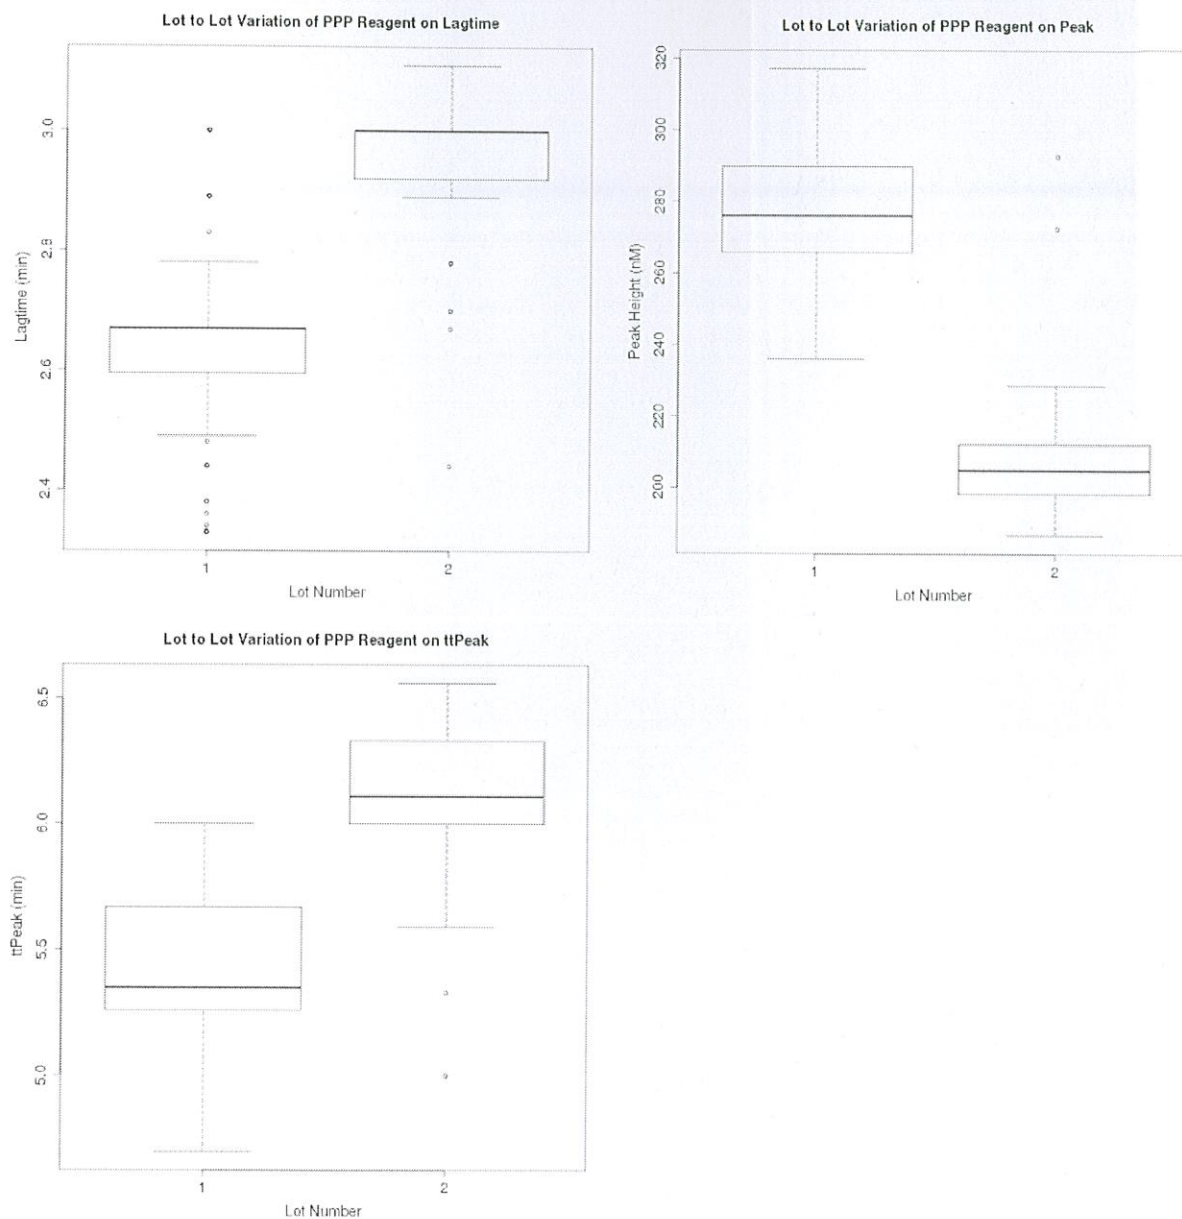 Lot to Lot Variation of PPP Reagent on Lagtime
Lagtime (min)
3.0
2.8
2.6
2.4
1
2
Lot Number
Lot to Lot Variation of PPP Reagent on Peak
Peak Height (nM)
320
300
280
260
240
220
200
1
2
Lot Number
Lot to Lot Variation of PPP Reagent on ttPeak
ttPeak (min)
6.5
6.0
5.5
5.0
1
2
Lot Number